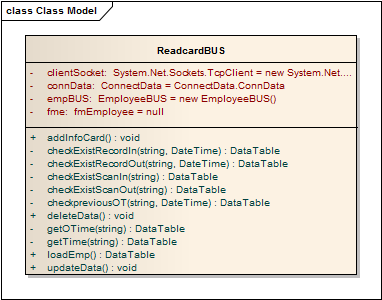 class Class Model
ReadcardBUS
- clientSocket: System.Net.Sockets.TcpClient = new System.Net....
- connData: ConnectData = ConnectData.ConnData
- empBUS: EmployeeBUS = new EmployeeBUS()
- fme: fmEmployee = null
+ addInfoCard() : void
- checkExistRecordIn(string, DateTime) : DataTable
- checkExistRecordOut(string, DateTime) : DataTable
- checkExistScanIn(string) : DataTable
- checkExistScanOut(string) : DataTable
- checkpreviousOT(string, DateTime) : DataTable
+ deleteData() : void
- getOTime(string) : DataTable
- getTime(string) : DataTable
+ loadEmp() : DataTable
+ updateData() : void